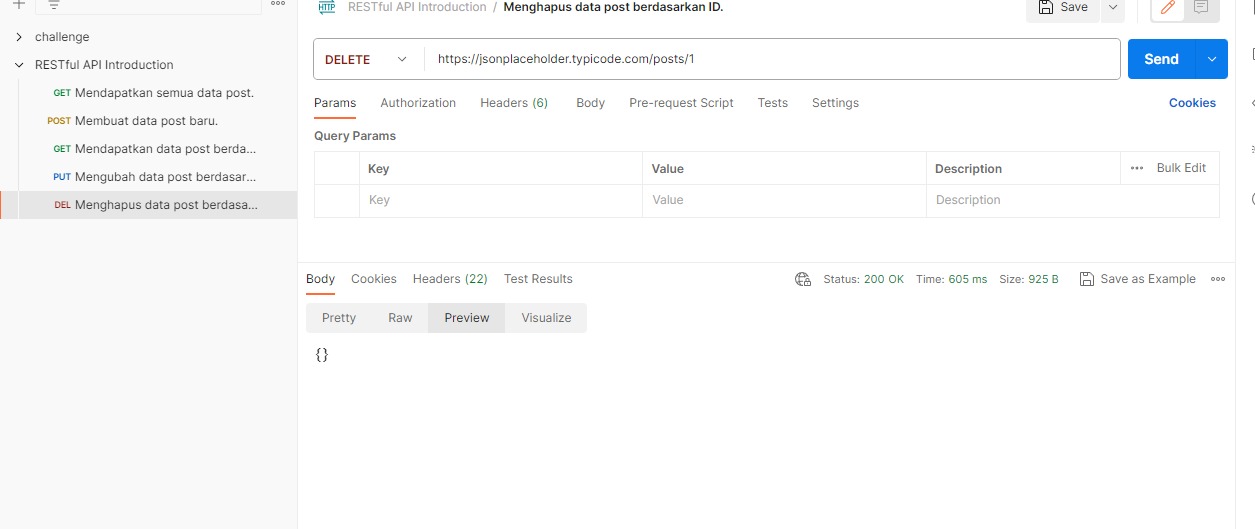 RESTful API Introduction / Menghapus data post berdasarkan ID.
Save
challenge
RESTful API Introduction
GET Mendapatkan semua data post.
POST Membuat data post baru.
GET Mendapatkan data post berda...
PUT Mengubah data post berdasar...
DEL Menghapus data post berdasa...
DELETE https://jsonplaceholder.typicode.com/posts/1 Send
Params Authorization Headers (6) Body Pre-request Script Tests Settings Cookies
Query Params
Key Value Description ••• Bulk Edit
Key Value Description
Body Cookies Headers (22) Test Results Status: 200 OK Time: 605 ms Size: 925 B Save as Example
Pretty Raw Preview Visualize
{}